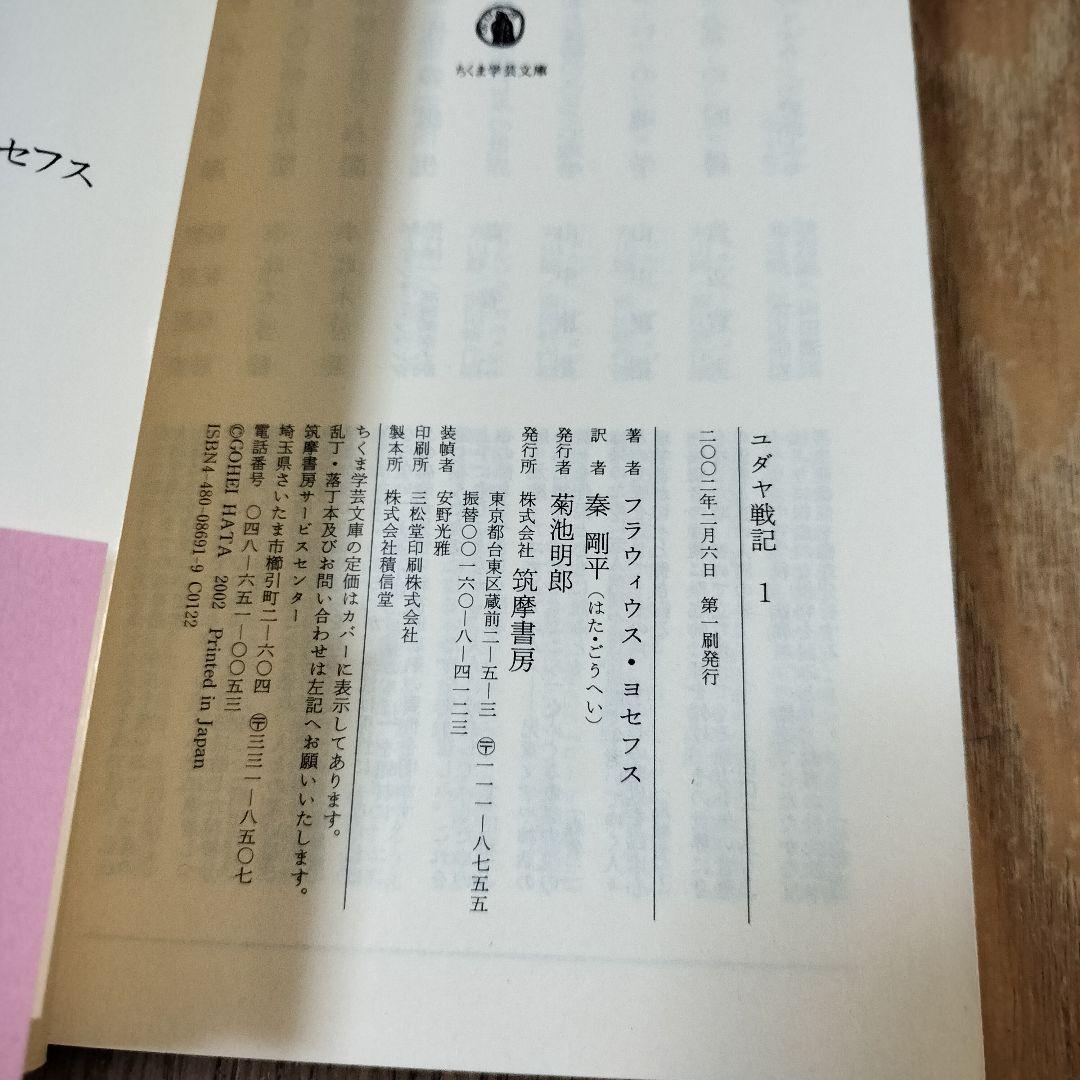 ちくま学芸文庫
ユダヤ戦記 1
二〇〇二年二月六日 第一刷発行
著者 フラウィウス・ヨセフス
訳者 秦 剛平（はた・ごうへい）
発行者 菊池明郎
発行所 株式会社 筑摩書房
東京都台東区蔵前二―五―三 〒一一一―八七五五
振替〇〇一六〇―八―四一二三
装幀者 安野光雅
印刷所 三松堂印刷株式会社
製本所 株式会社積信堂
ちくま学芸文庫の定価はカバーに表示してあります。
乱丁・落丁本及びお問い合わせは左記へお願いいたします。
筑摩書房サービスセンター
埼玉県さいたま市櫛引町二―六〇四 〒三三一―八五〇七
電話番号 〇四八―六五一―〇〇五三
©GOHEI HATA 2002 Printed in Japan
ISBN4-480-08691-9 C0122
セフス